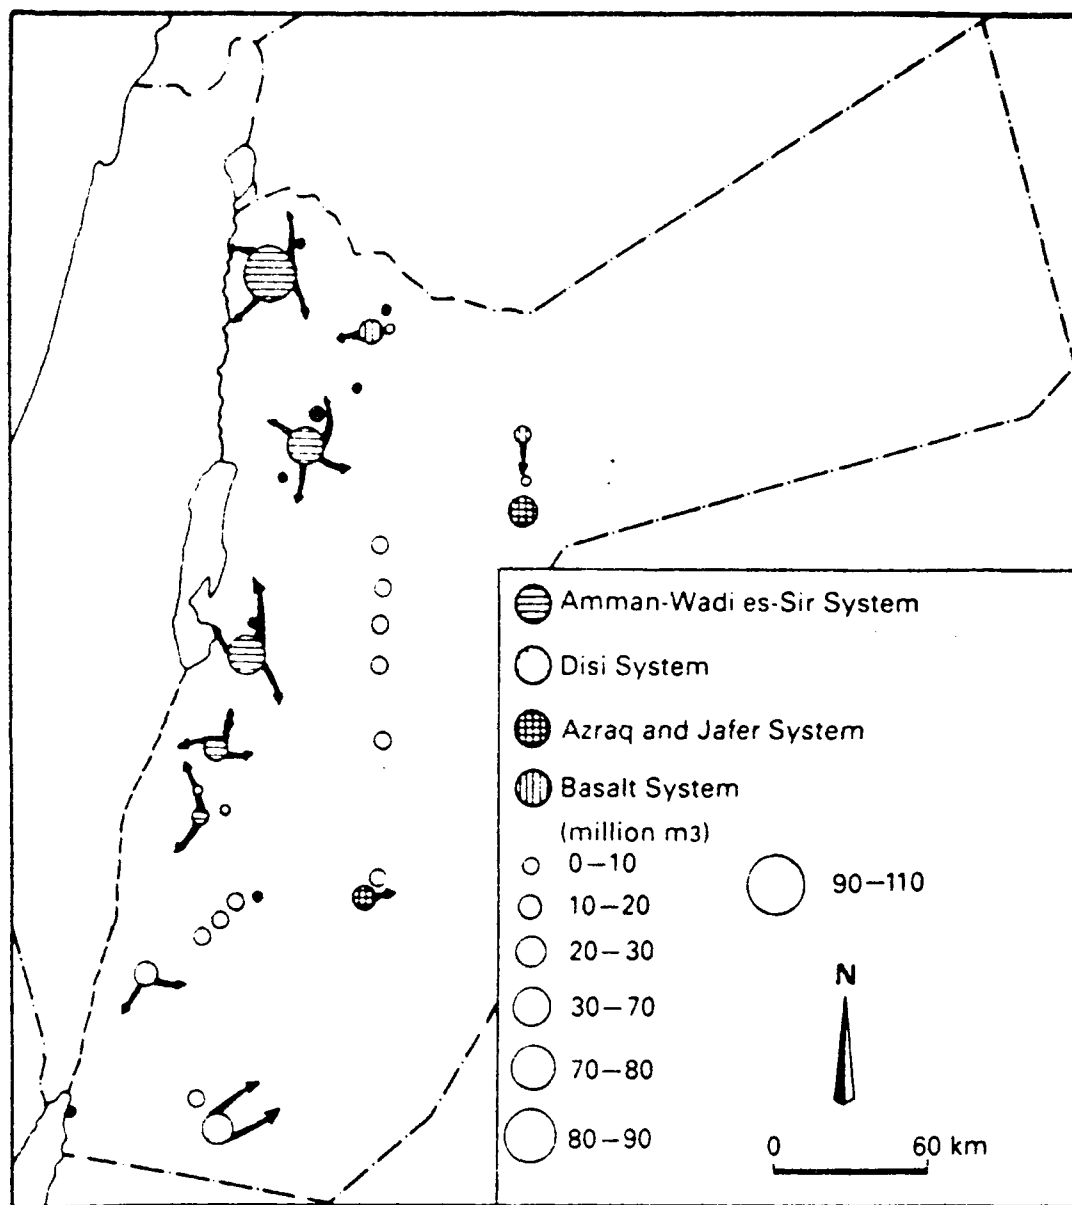 Amman-Wadi es-Sir System
Disi System
Azraq and Jafer System
Basalt System
(million m3)
0–10
10–20
20–30
30–70
70–80
80–90
90–110
N
0 60 km